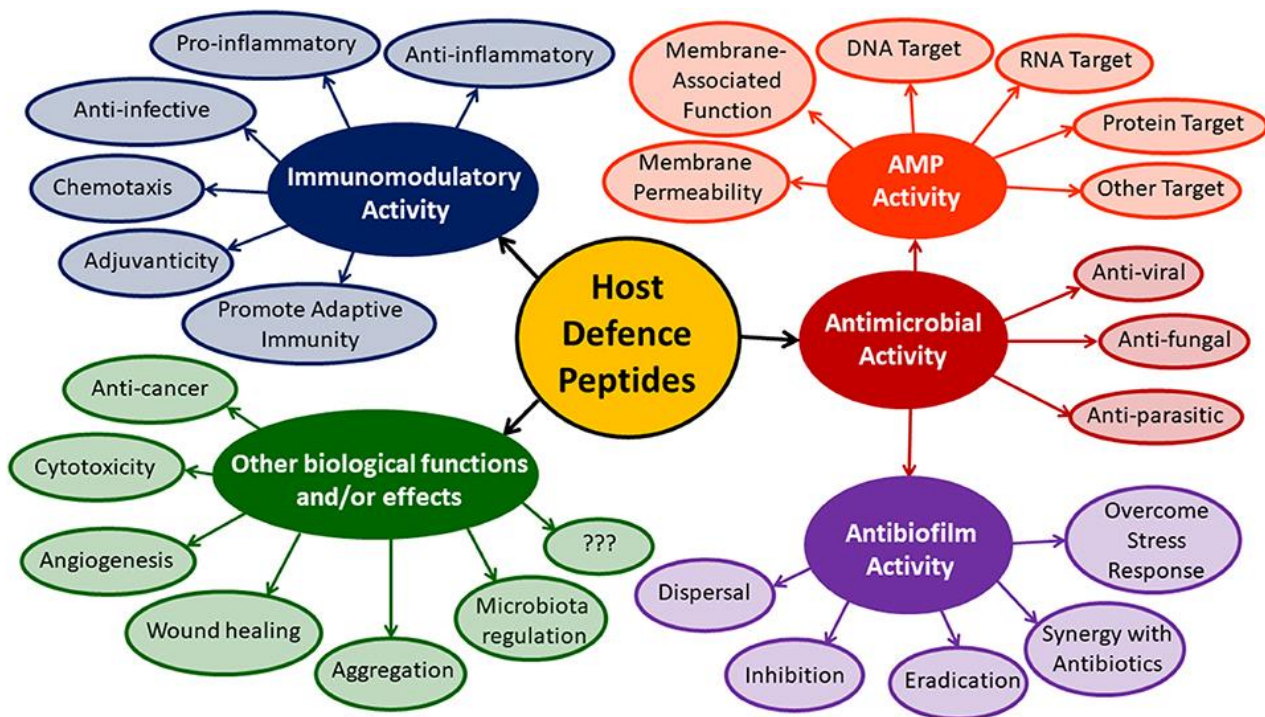 Pro-inflammatory
Anti-inflammatory
Anti-infective
Chemotaxis
Adjuvanticity
Promote Adaptive
Immunity
Immunomodulatory
Activity
Membrane-
Associated
Function
DNA Target
RNA Target
Protein Target
Other Target
Membrane
Permeability
AMP
Activity
Host
Defence
Peptides
Antimicrobial
Activity
Anti-viral
Anti-fungal
Anti-parasitic
Anti-cancer
Cytotoxicity
Angiogenesis
Wound healing
Aggregation
Microbiota
regulation
???
Other biological functions
and/or effects
Antibiofilm
Activity
Overcome
Stress
Response
Dispersal
Inhibition
Eradication
Synergy with
Antibiotics